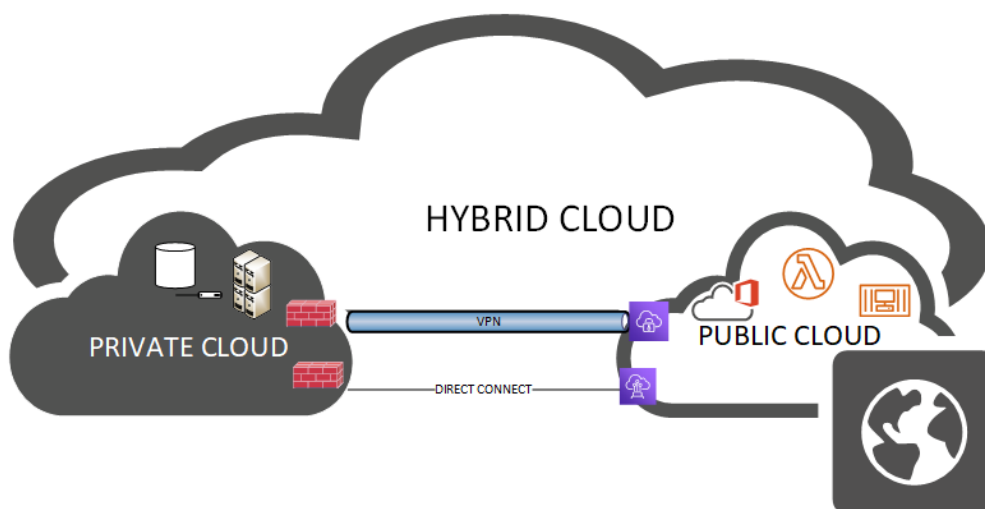 HYBRID CLOUD
VPN
PRIVATE CLOUD
PUBLIC CLOUD
DIRECT CONNECT